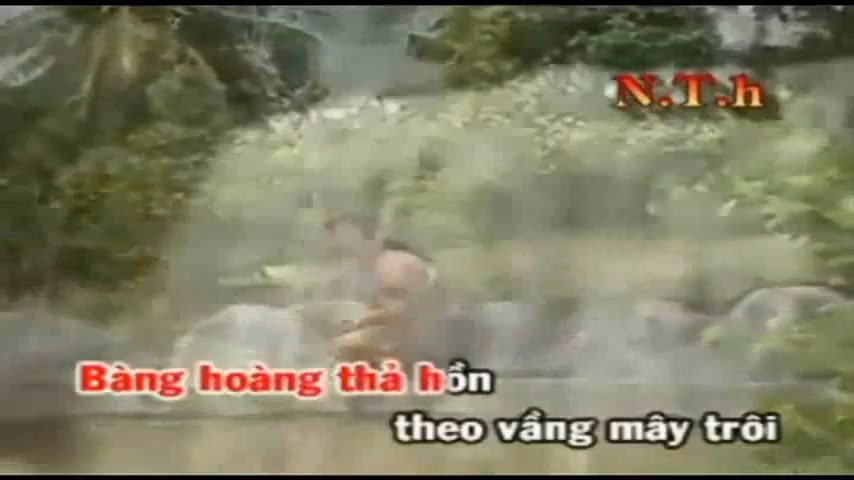 N.T.h
Bàng hoàng thả hồn
theo vầng mây trôi